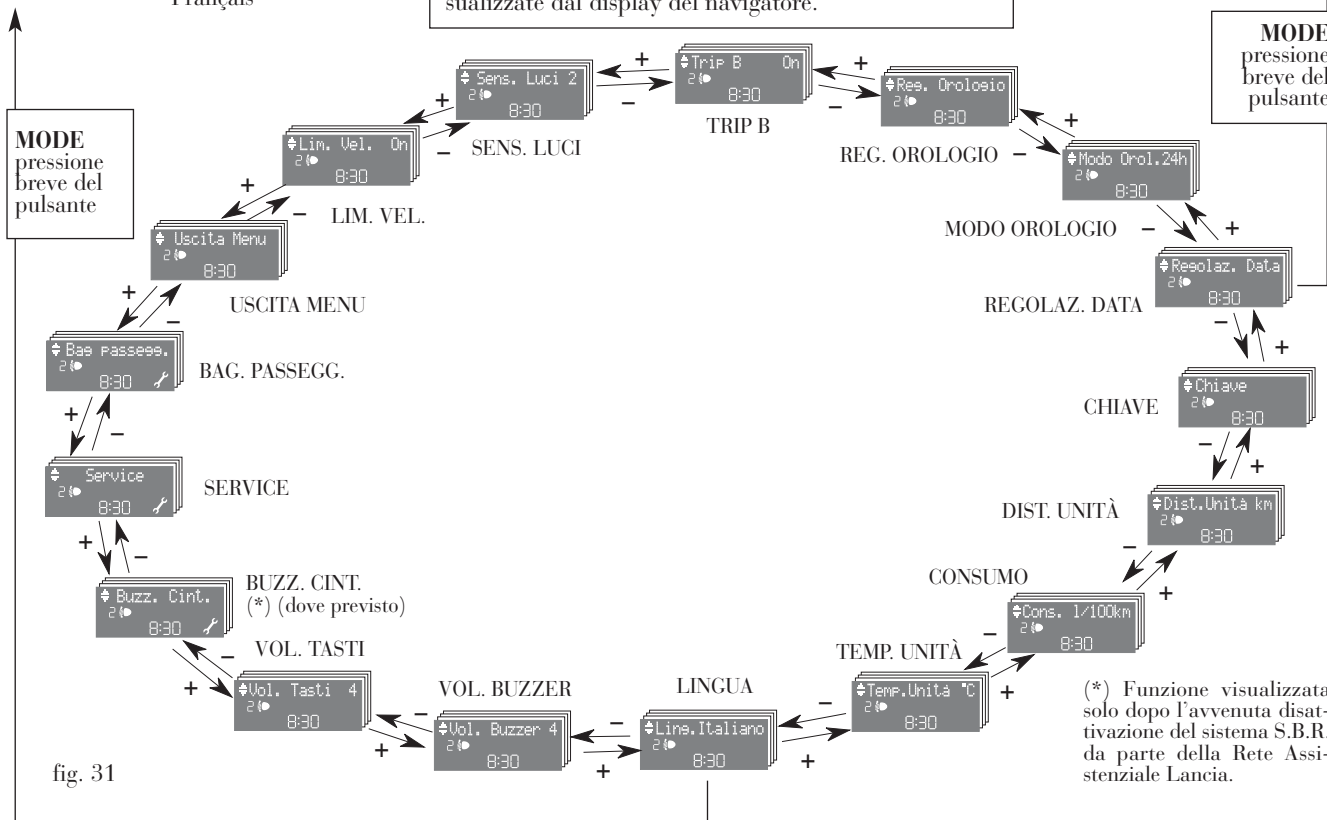 Français
sualizzate dal display del navigatore.
MODE
pressione
breve del
pulsante
MODE
pressione
breve del
pulsante
Sens. Luci 2
8:30
SENS. LUCI
Trip B On
8:30
TRIP B
Reg. Orologio
8:30
REG. OROLOGIO
Modo Orol.24h
8:30
MODO OROLOGIO
Regolaz. Data
8:30
REGOLAZ. DATA
Chiave
8:30
CHIAVE
Dist.Unità km
8:30
DIST. UNITÀ
Cons. l/100km
8:30
CONSUMO
Temp.Unità °C
8:30
TEMP. UNITÀ
Ling.Italiano
8:30
LINGUA
Vol. Buzzer 4
8:30
VOL. BUZZER
Vol. Tasti 4
8:30
VOL. TASTI
Buzz. Cint.
8:30
BUZZ. CINT.
(*) (dove previsto)
Service
8:30
SERVICE
Bag passegg.
8:30
BAG. PASSEGG.
Uscita Menu
8:30
USCITA MENU
Lim. Vel. On
8:30
LIM. VEL.
(*) Funzione visualizzata
solo dopo l'avvenuta disat-
tivazione del sistema S.B.R.
da parte della Rete Assi-
stenziale Lancia.
fig. 31